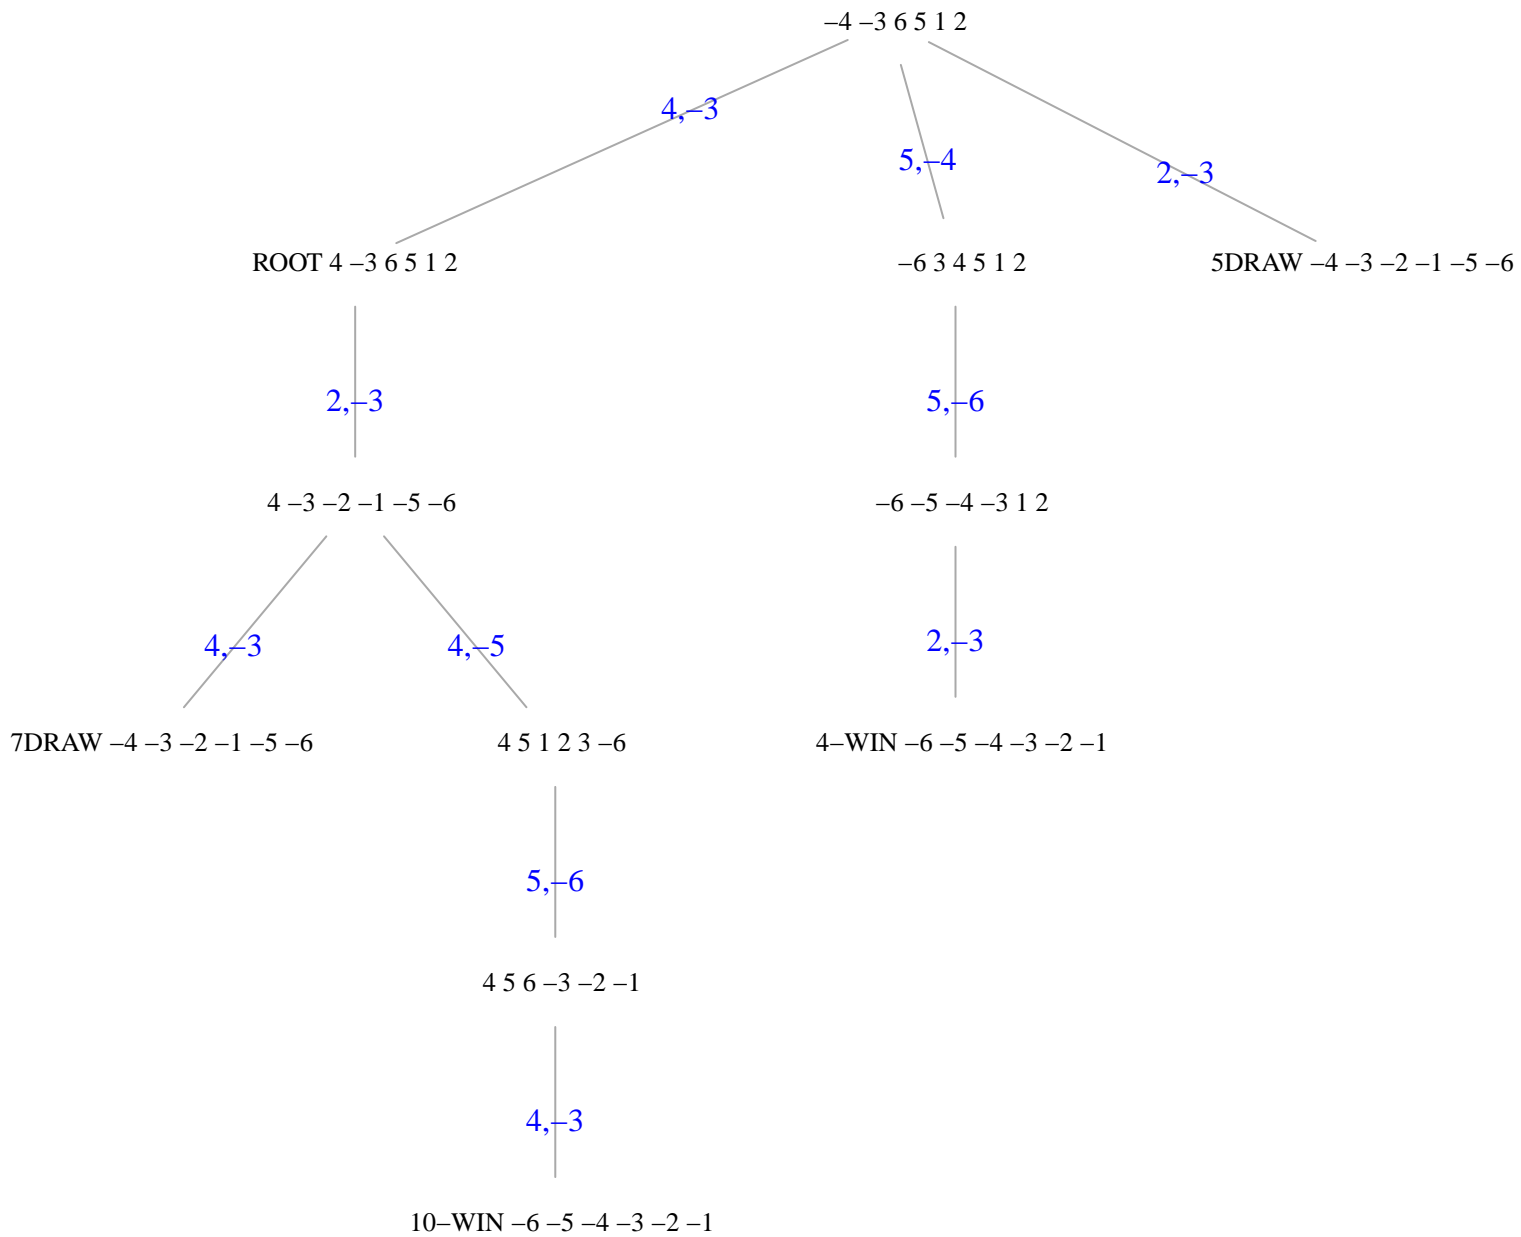 –4 –3 6 5 1 2
4,–3
5,–4
2,–3
ROOT 4 –3 6 5 1 2
–6 3 4 5 1 2
5DRAW –4 –3 –2 –1 –5 –6
2,–3
5,–6
4 –3 –2 –1 –5 –6
–6 –5 –4 –3 1 2
4,–3
4,–5
2,–3
7DRAW –4 –3 –2 –1 –5 –6
4 5 1 2 3 –6
4–WIN –6 –5 –4 –3 –2 –1
5,–6
4 5 6 –3 –2 –1
4,–3
10–WIN –6 –5 –4 –3 –2 –1